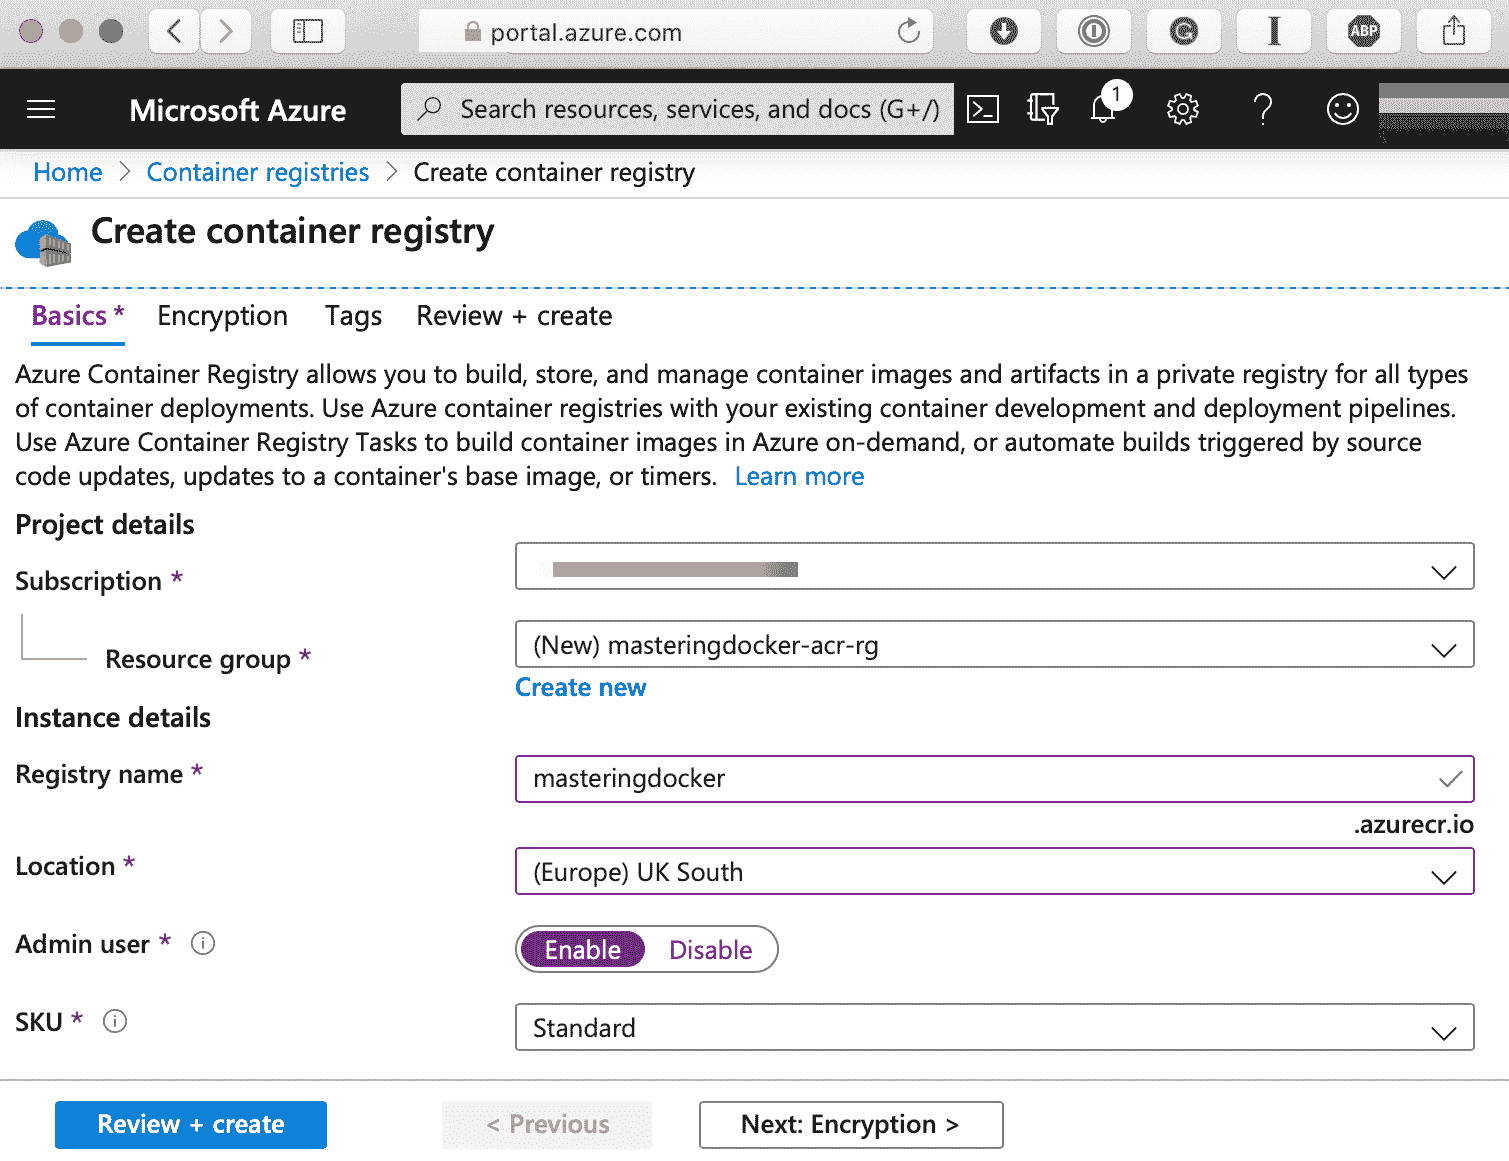 portal.azure.com
ABP
Microsoft Azure
Search resources, services, and docs (G+/)
1
Home > Container registries > Create container registry
Create container registry
Basics * Encryption Tags Review + create
Azure Container Registry allows you to build, store, and manage container images and artifacts in a private registry for all types
of container deployments. Use Azure container registries with your existing container development and deployment pipelines.
Use Azure Container Registry Tasks to build container images in Azure on-demand, or automate builds triggered by source
code updates, updates to a container's base image, or timers. Learn more
Project details
Subscription *
Resource group *
(New) masteringdocker-acr-rg
Create new
Instance details
Registry name *
masteringdocker
.azurecr.io
Location *
(Europe) UK South
Admin user *
Enable Disable
SKU *
Standard
Review + create
< Previous
Next: Encryption >